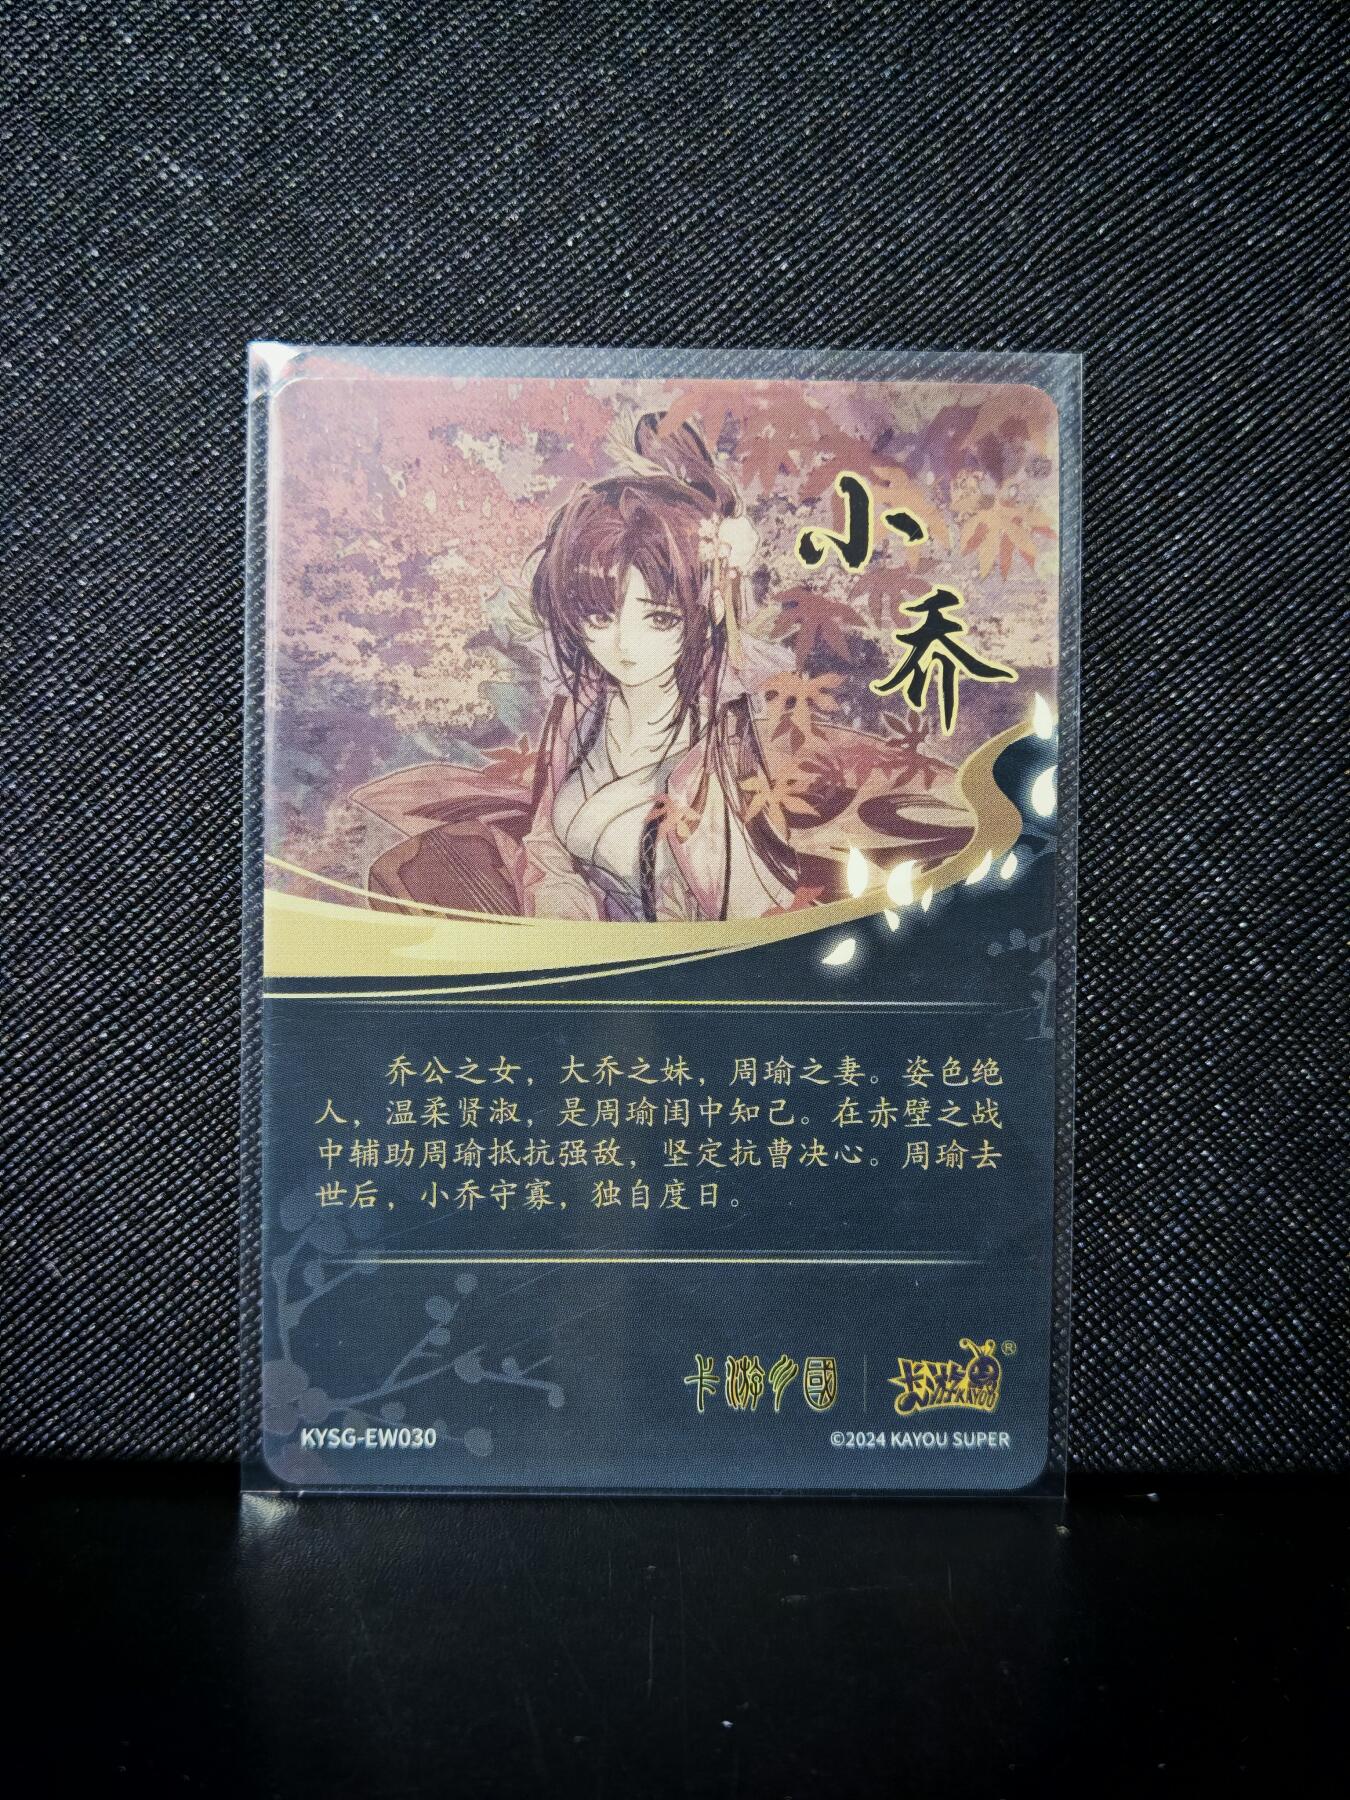 小乔
乔公之女，大乔之妹，周瑜之妻。姿色绝
人，温柔贤淑，是周瑜闺中知己。在赤壁之战
中辅助周瑜抵抗强敌，坚定抗曹决心。周瑜去
世后，小乔守寡，独自度日。
卡游三國
卡游 KAYOU ®
KYSG-EW030
©2024 KAYOU SUPER